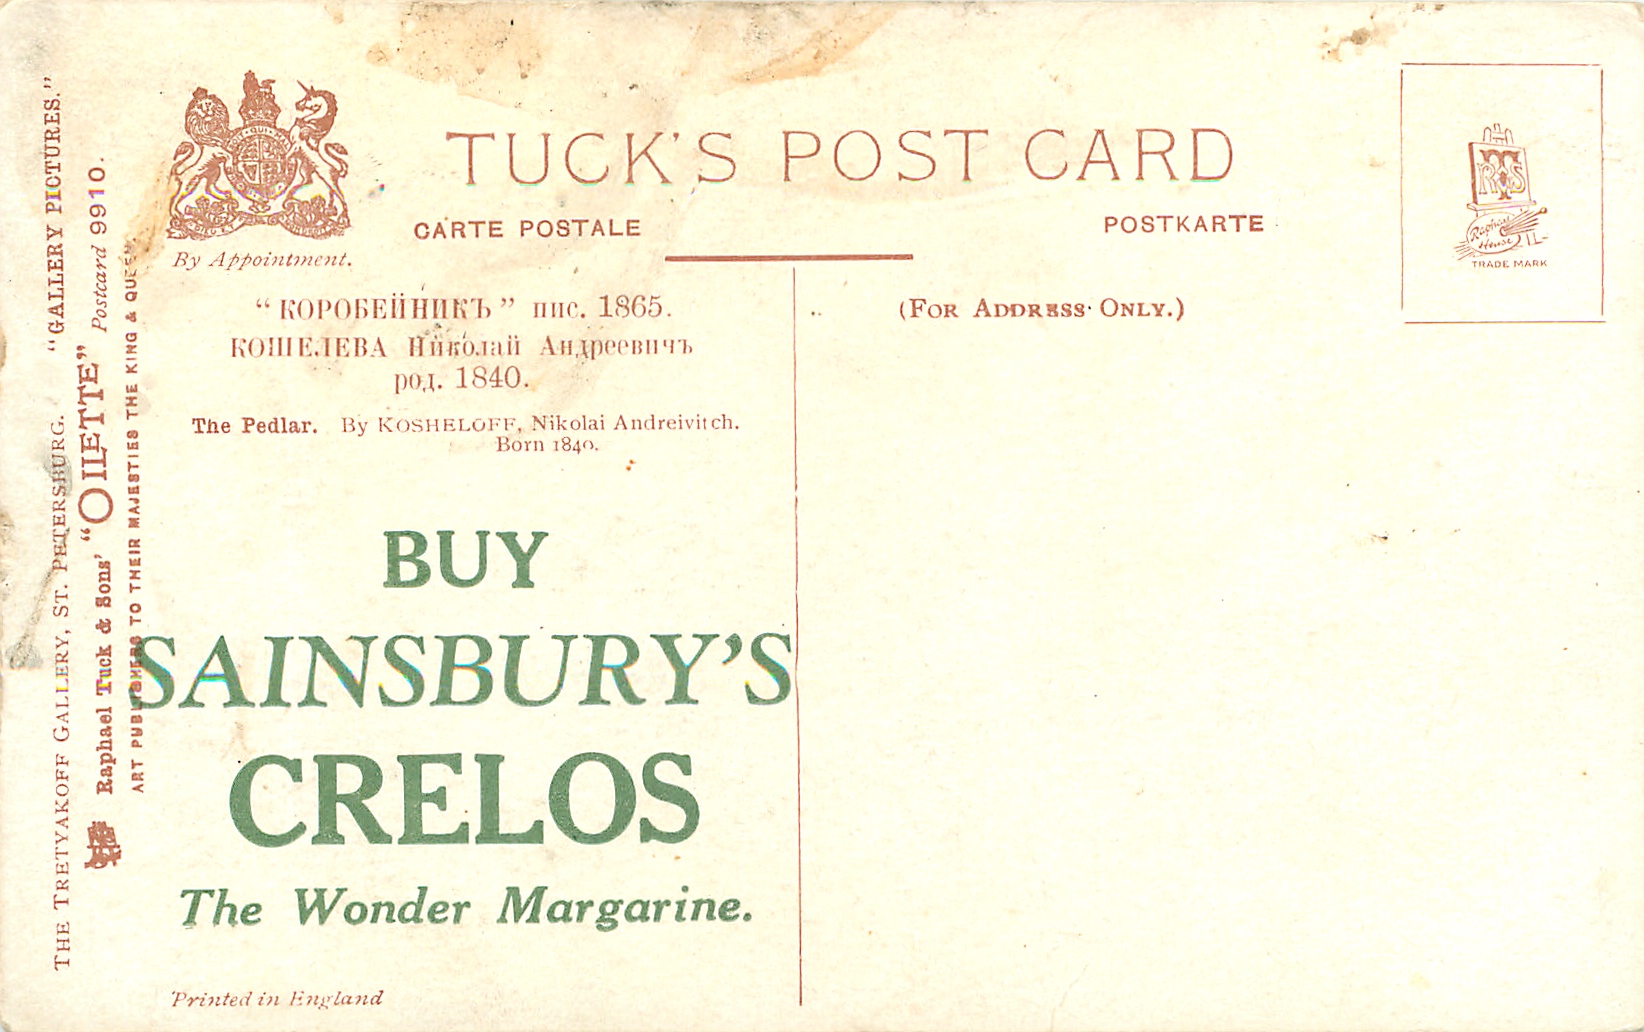 THE TRETYAKOFF GALLERY, ST. PETERSBURG. "GALLERY PICTURES."
Raphael Tuck & Sons' "OILETTE" Postcard 9910.
ART PUBLISHERS TO THEIR MAJESTIES THE KING & QUEEN
By Appointment.
TUCK'S POST CARD
CARTE POSTALE
POSTKARTE
RTS
Raphael House
TRADE MARK
"КОРОБЕЙНИКЪ" пис. 1865.
КОШЕЛЕВА Николай Андреевичъ
род. 1840.
The Pedlar. By KOSHELOFF, Nikolai Andreivitch.
Born 1840.
(FOR ADDRESS ONLY.)
BUY
SAINSBURY'S
CRELOS
The Wonder Margarine.
Printed in England